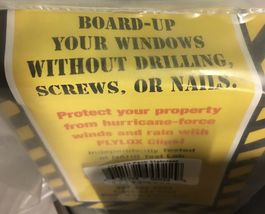 BOARD-UP
YOUR WINDOWS
WITHOUT DRILLING,
SCREWS, OR NAILS.
Protect your property
from hurricane-force
winds and rain with
PLYLOX Clips!
Independently Tested